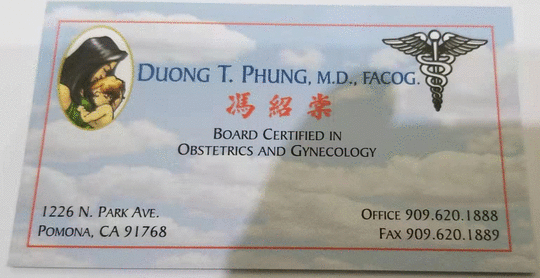 DUONG T. PHUNG, M.D., FACOG.
馮紹棠
BOARD CERTIFIED IN
OBSTETRICS AND GYNECOLOGY
1226 N. PARK AVE.
POMONA, CA 91768
OFFICE 909.620.1888
FAX 909.620.1889